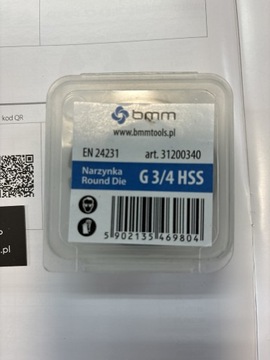 kod QR
bmm
www.bmmtools.pl
EN 24231 art. 31200340
Narzynka
Round Die
G 3/4 HSS
5 902135 469804
.pl